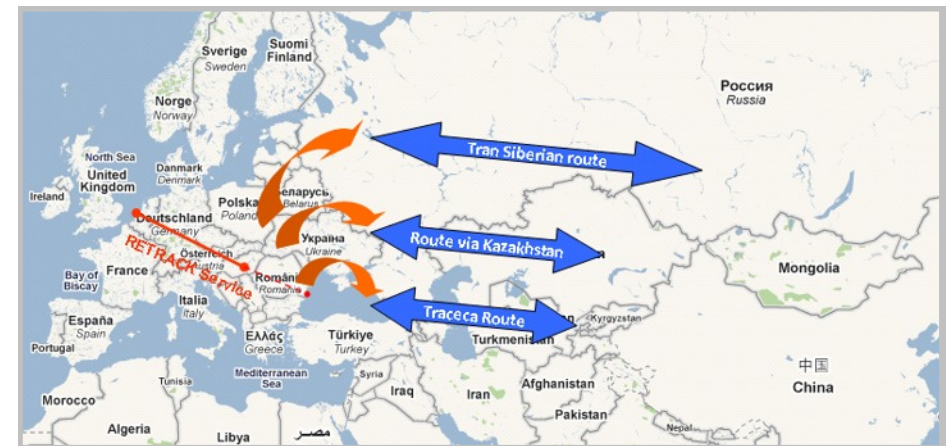 Sverige
Sweden
Suomi
Finland
Norge
Norway
Россия
Russia
North Sea
United
Kingdom
Ireland
Danmark
Denmark
Tran Siberian route
Polska
Poland
Беларусь
Belarus
Deutschland
Germany
Україна
Ukraine
Route via Kazakhstan
RETRACK Service
Österreich
Austria
France
Bay of
Biscay
România
Romania
Mongolia
Italia
Italy
España
Spain
Portugal
Ελλάς
Greece
Türkiye
Turkey
Traceca Route
Kyrgyzstan
Turkmenistan
中国
China
Mediterranean
Sea
Tunisia
Syria
Iraq
Iran
Afghanistan
Pakistan
Morocco
Algeria
Libya
مصر
Nepal